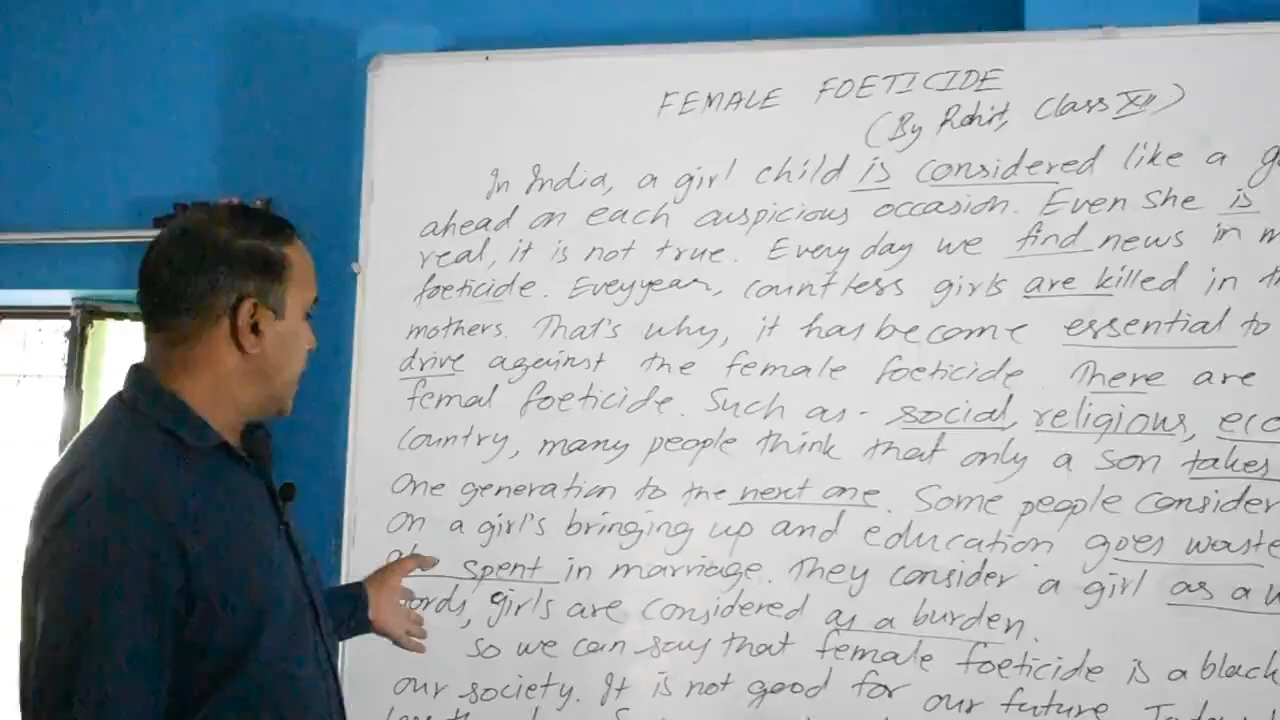 FEMALE FOETICIDE
(By Rohit, Class XII)
In India, a girl child is considered like a
ahead on each auspicious occasion. Even She is
real, it is not true. Every day we find news in
foeticide. Eveyyear, countless girls are killed in
mothers. That's why, it has become essential to
drive against the female foeticide. There are
femal foeticide. Such as - social, religious,
country, many people think that only a son takes
one generation to the next one. Some people consider
on a girl's bringing up and education goes waste
spent in marriage. They consider a girl as a
girls are considered as a burden.
So we can say that female foeticide is a black
our society. It is not good for our future.